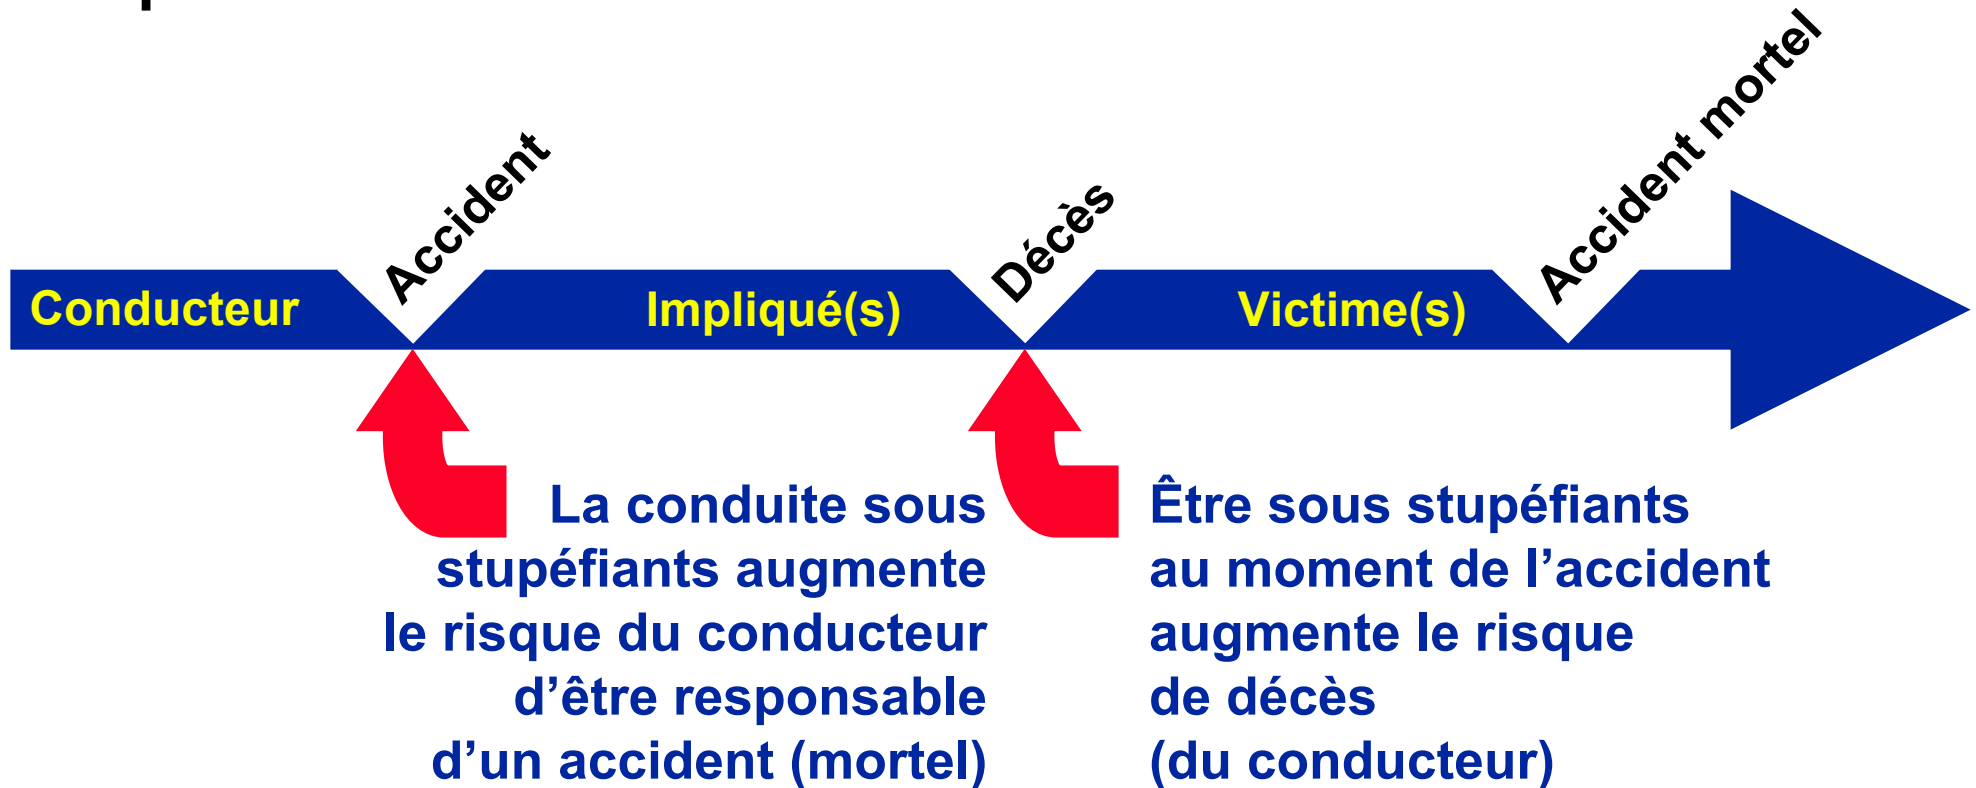 Accident
Décès
Accident mortel
Conducteur
Impliqué(s)
Victime(s)
La conduite sous
stupéfiants augmente
le risque du conducteur
d’être responsable
d’un accident (mortel)
Être sous stupéfiants
au moment de l’accident
augmente le risque
de décès
(du conducteur)